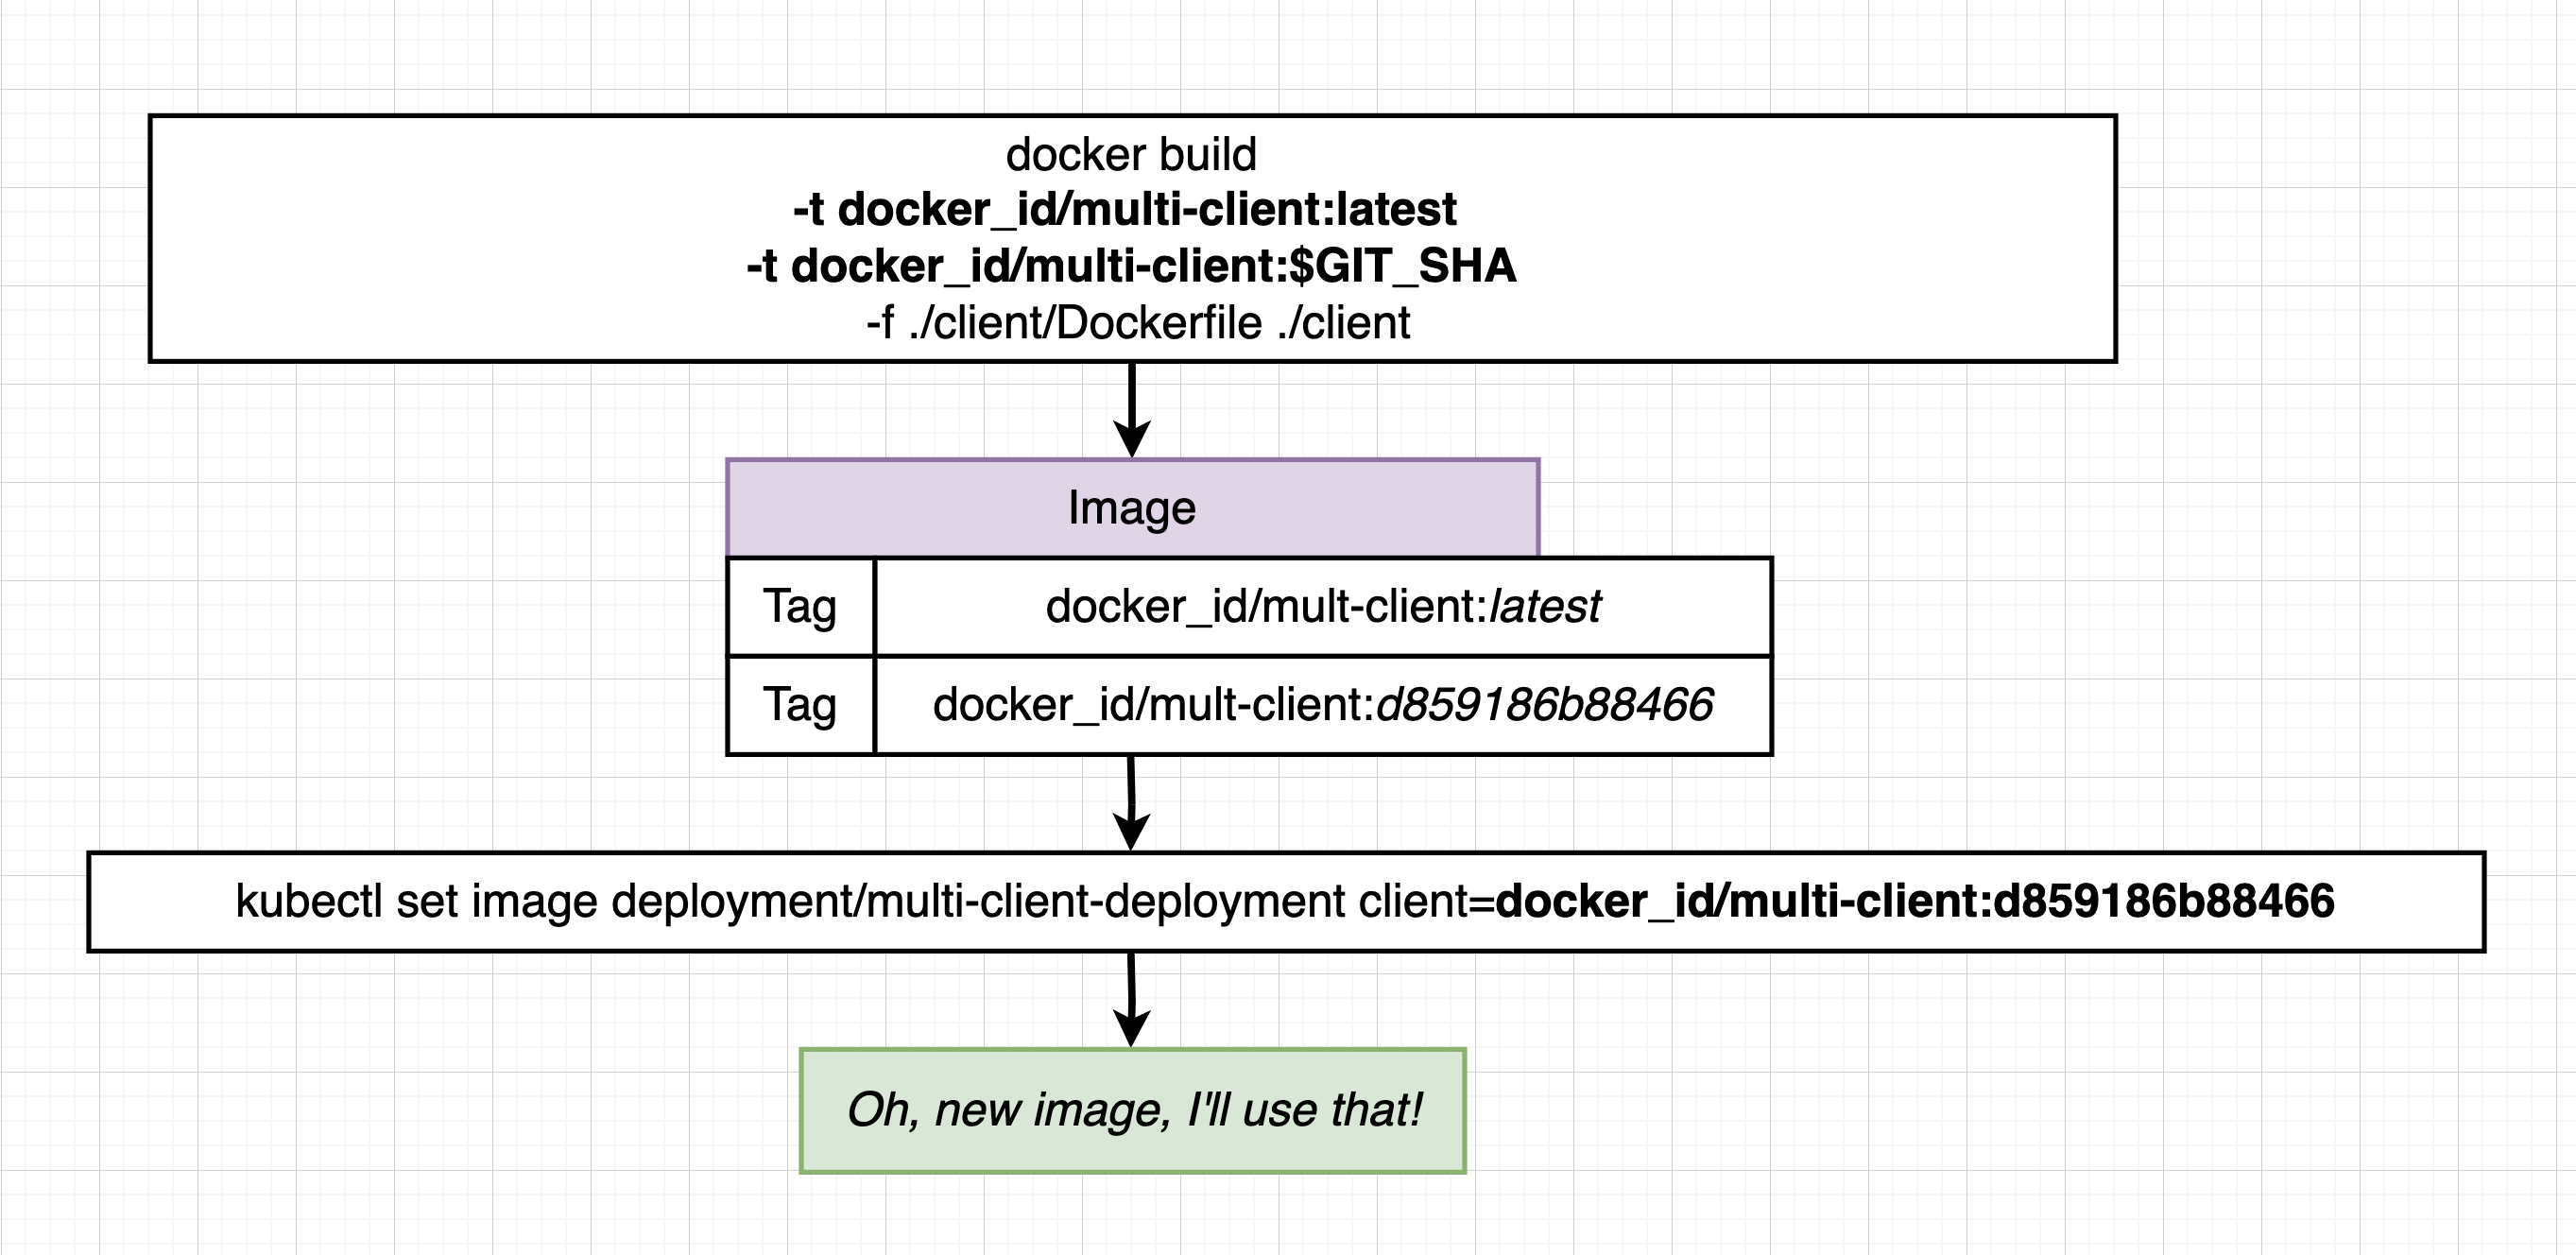 docker build
-t docker_id/multi-client:latest
-t docker_id/multi-client:$GIT_SHA
-f ./client/Dockerfile ./client
Image
Tag docker_id/mult-client:latest
Tag docker_id/mult-client:d859186b88466
kubectl set image deployment/multi-client-deployment client=docker_id/multi-client:d859186b88466
Oh, new image, I'll use that!